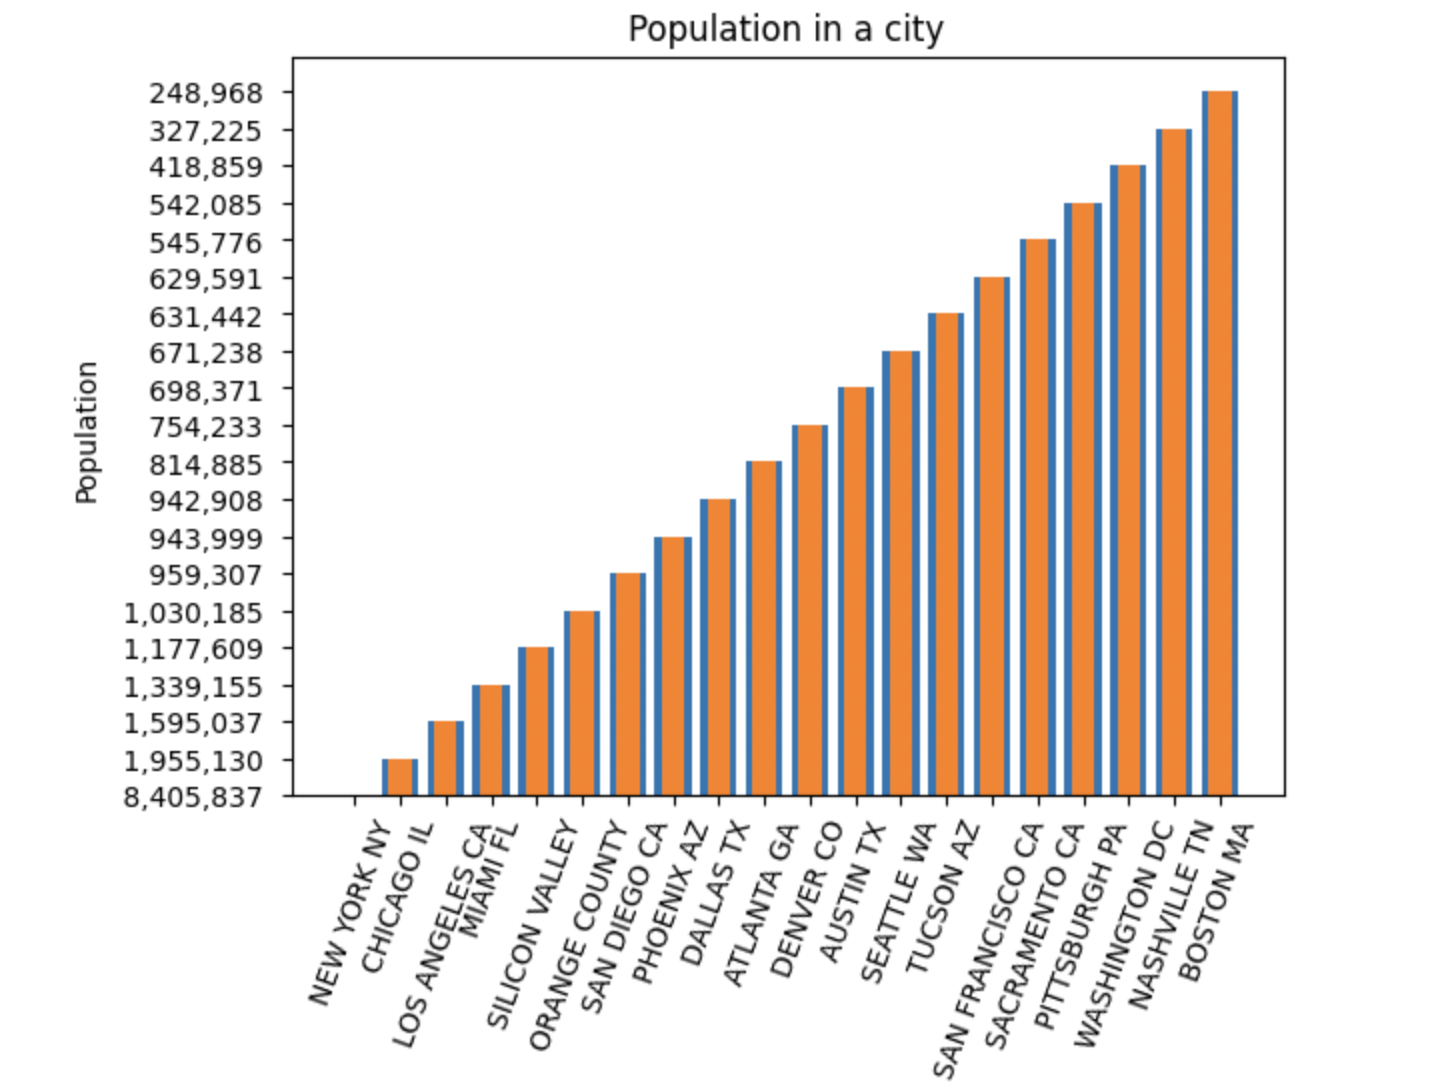 Population in a city
248,968
327,225
418,859
542,085
545,776
629,591
631,442
671,238
698,371
754,233
814,885
942,908
943,999
959,307
1,030,185
1,177,609
1,339,155
1,595,037
1,955,130
8,405,837
Population
NEW YORK NY
CHICAGO IL
LOS ANGELES CA
MIAMI FL
SILICON VALLEY
ORANGE COUNTY
SAN DIEGO CA
PHOENIX AZ
DALLAS TX
ATLANTA GA
DENVER CO
AUSTIN TX
SEATTLE WA
TUCSON AZ
SAN FRANCISCO CA
SACRAMENTO CA
PITTSBURGH PA
WASHINGTON DC
NASHVILLE TN
BOSTON MA